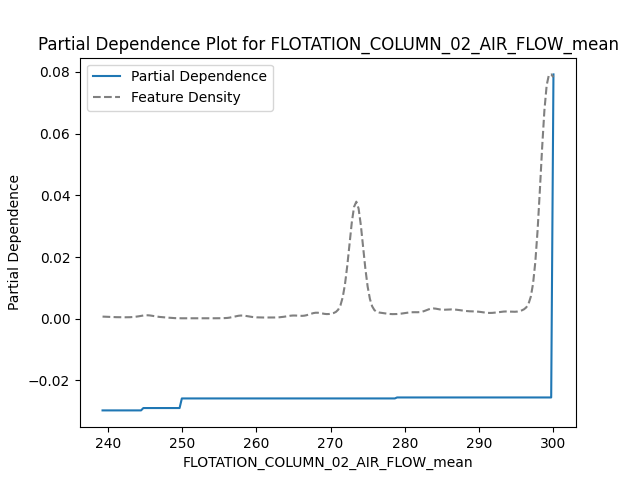 Partial Dependence Plot for FLOTATION_COLUMN_02_AIR_FLOW_mean
Partial Dependence
Feature Density
0.08
0.06
0.04
0.02
0.00
−0.02
Partial Dependence
240 250 260 270 280 290 300
FLOTATION_COLUMN_02_AIR_FLOW_mean